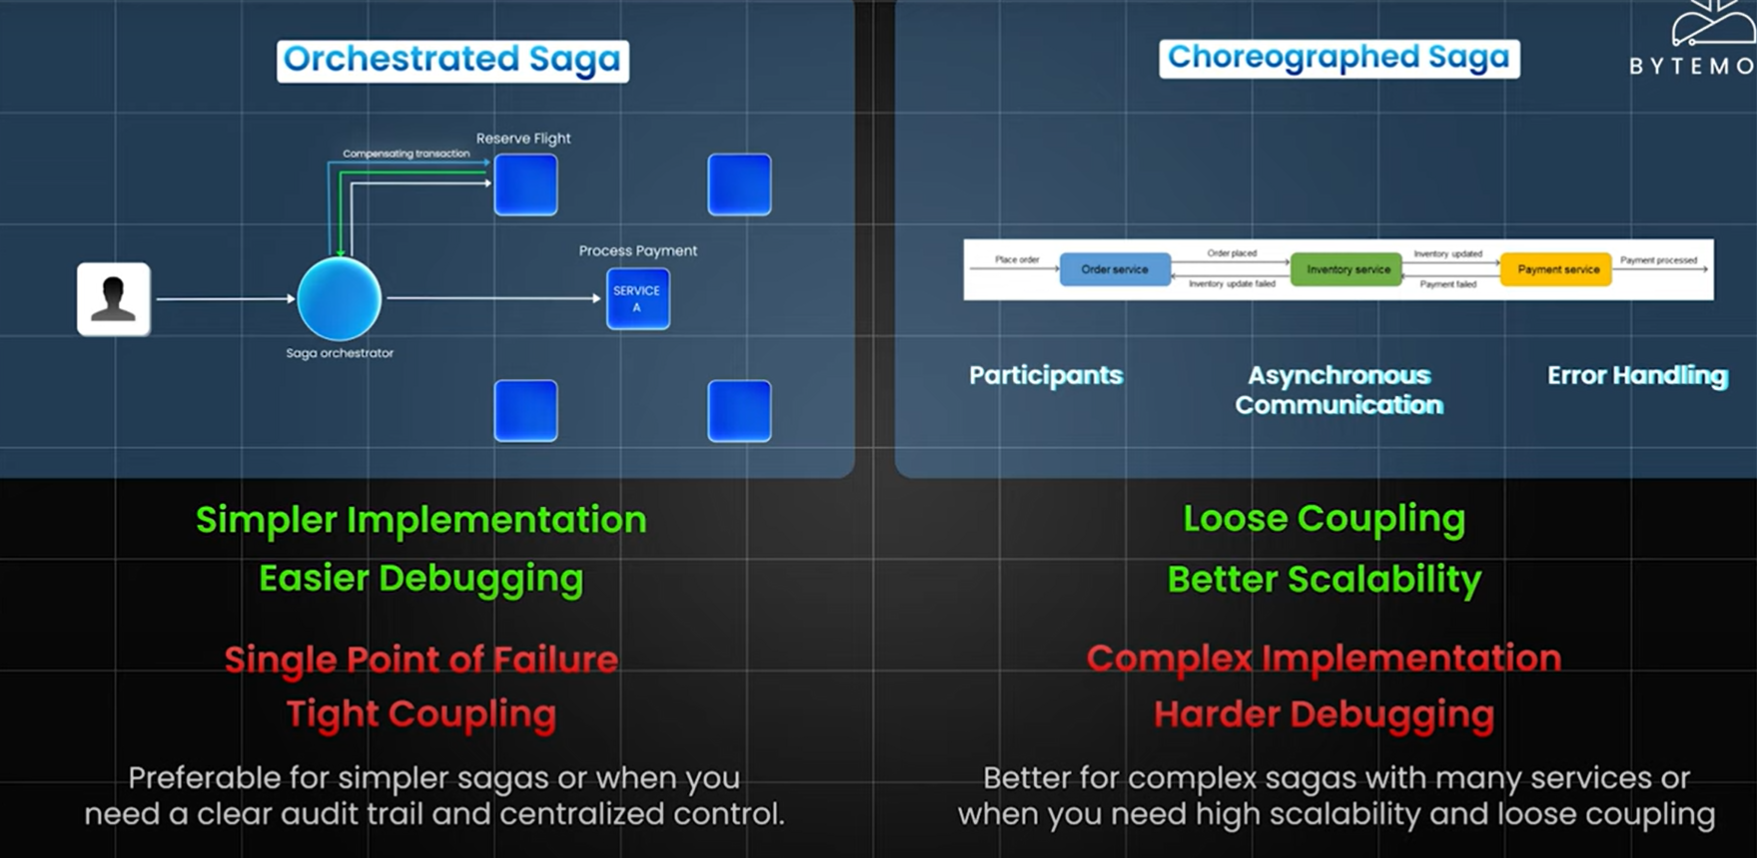 Orchestrated Saga
Reserve Flight
Compensating transaction
Process Payment
SERVICE
A
Saga orchestrator
Simpler Implementation
Easier Debugging
Single Point of Failure
Tight Coupling
Preferable for simpler sagas or when you
need a clear audit trail and centralized control.
Choreographed Saga
BYTEMO
Place order
Order service
Order placed
Inventory update failed
Inventory service
Inventory updated
Payment failed
Payment service
Payment processed
Participants
Asynchronous
Communication
Error Handling
Loose Coupling
Better Scalability
Complex Implementation
Harder Debugging
Better for complex sagas with many services or
when you need high scalability and loose coupling